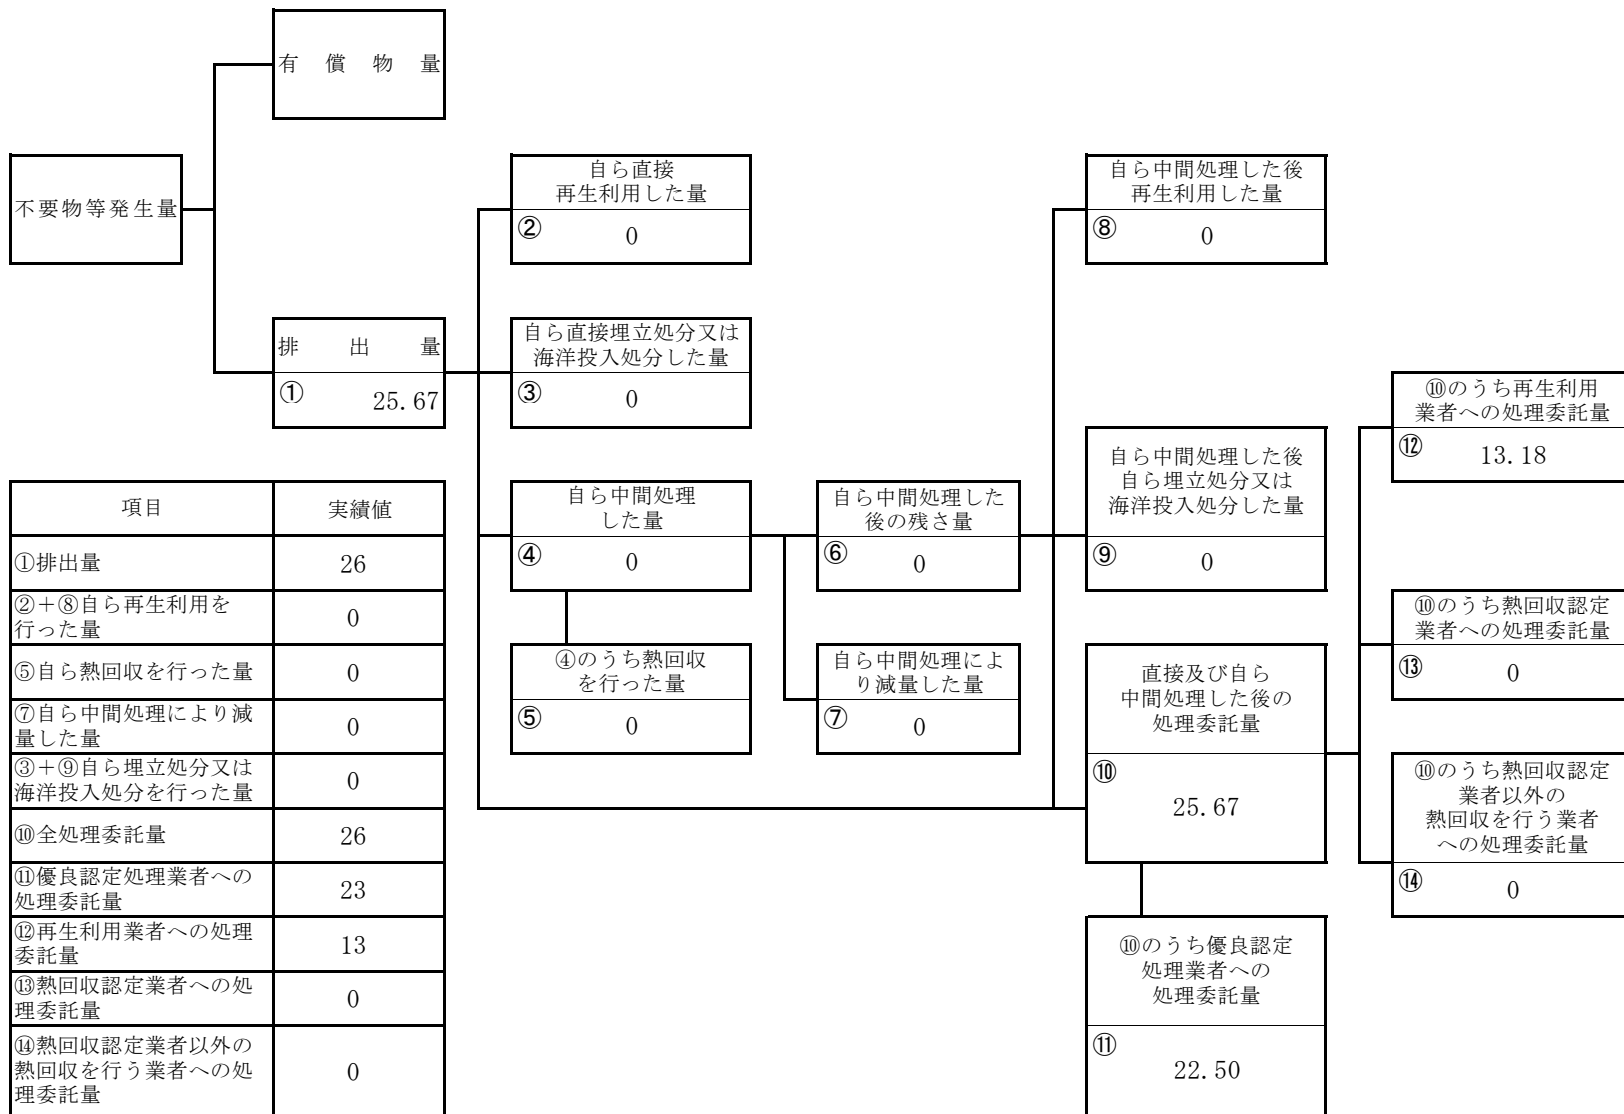 有償物量
不要物等発生量
排出量
① 25.67
自ら直接
再生利用した量
② 0
自ら直接埋立処分又は
海洋投入処分した量
③ 0
自ら中間処理
した量
④ 0
④のうち熱回収
を行った量
⑤ 0
自ら中間処理した
後の残さ量
⑥ 0
自ら中間処理によ
り減量した量
⑦ 0
自ら中間処理した後
再生利用した量
⑧ 0
自ら中間処理した後
自ら埋立処分又は
海洋投入処分した量
⑨ 0
直接及び自ら
中間処理した後の
処理委託量
⑩
25.67
⑩のうち優良認定
処理業者への
処理委託量
⑪
22.50
⑩のうち再生利用
業者への処理委託量
⑫ 13.18
⑩のうち熱回収認定
業者への処理委託量
⑬ 0
⑩のうち熱回収認定
業者以外の
熱回収を行う業者
への処理委託量
⑭ 0
項目 実績値
①排出量 26
②+⑧自ら再生利用を
行った量 0
⑤自ら熱回収を行った量 0
⑦自ら中間処理により減
量した量 0
③+⑨自ら埋立処分又は
海洋投入処分を行った量 0
⑩全処理委託量 26
⑪優良認定処理業者への
処理委託量 23
⑫再生利用業者への処理
委託量 13
⑬熱回収認定業者への処
理委託量 0
⑭熱回収認定業者以外の
熱回収を行う業者への処
理委託量 0